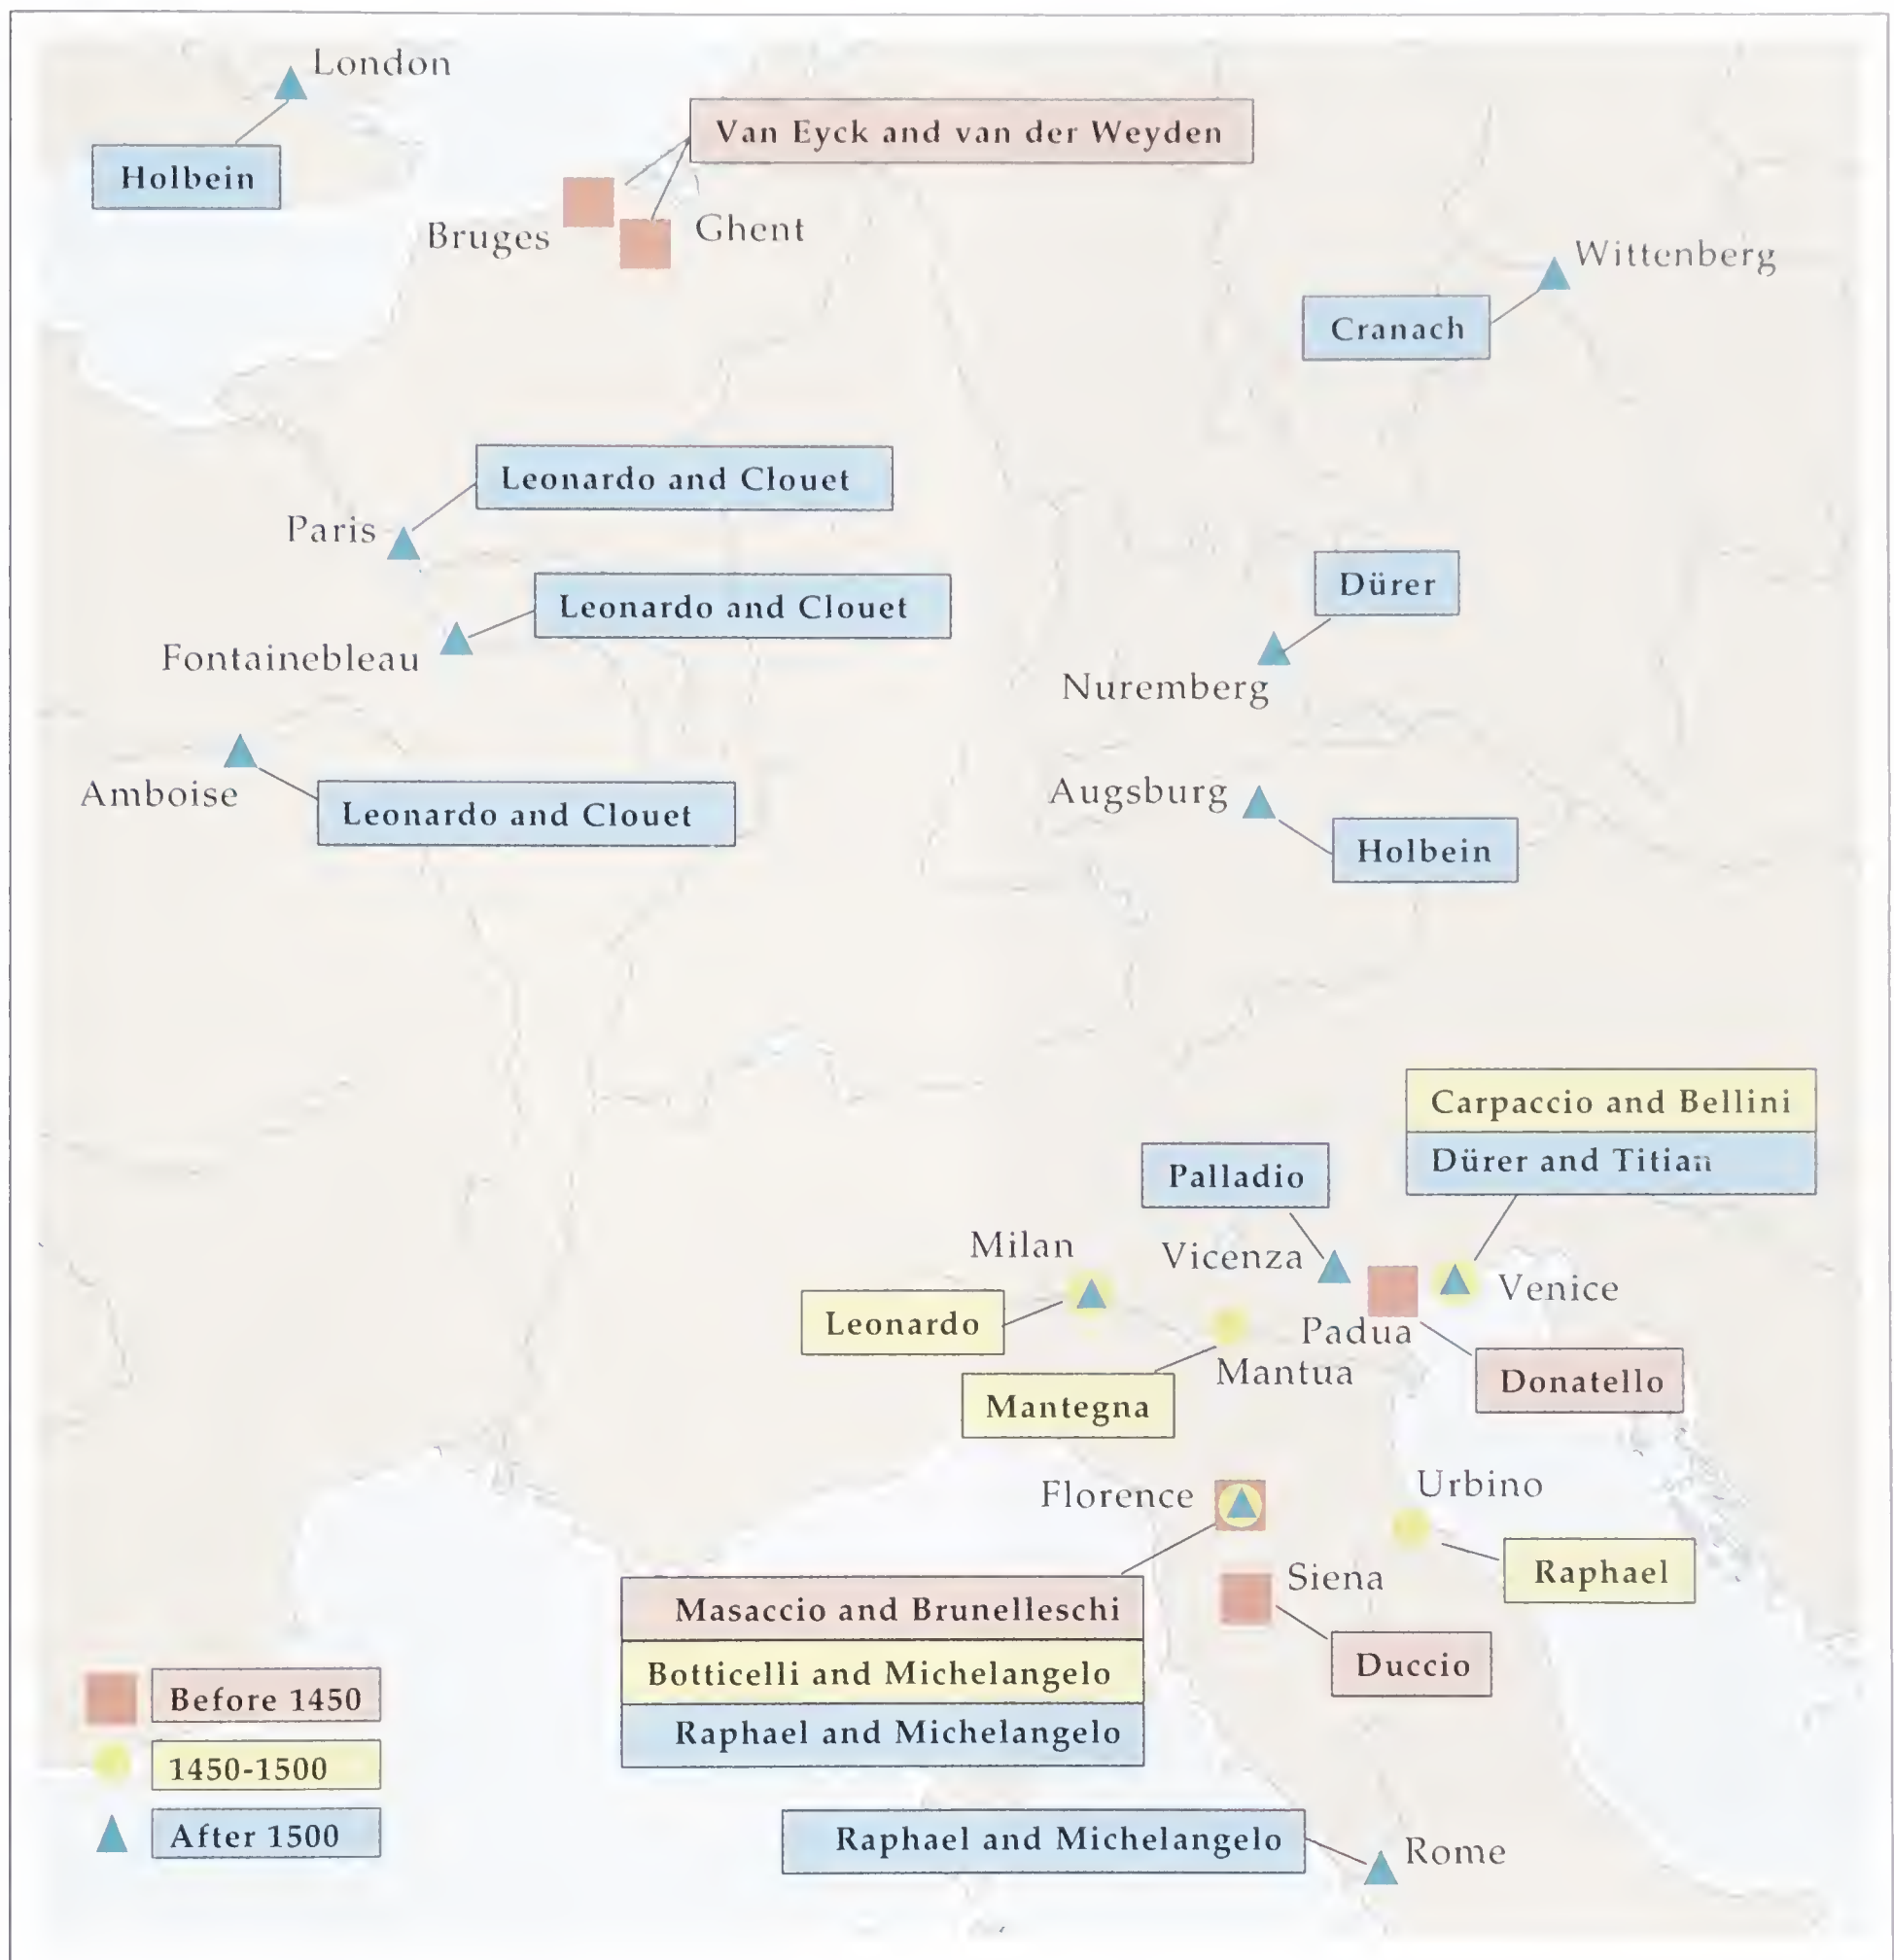 London
Holbein
Van Eyck and van der Weyden
Bruges
Ghent
Wittenberg
Cranach
Leonardo and Clouet
Paris
Leonardo and Clouet
Fontainebleau
Dürer
Nuremberg
Amboise
Leonardo and Clouet
Augsburg
Holbein
Carpaccio and Bellini
Dürer and Titian
Palladio
Vicenza
Milan
Venice
Leonardo
Padua
Mantua
Mantegna
Donatello
Florence
Urbino
Raphael
Siena
Masaccio and Brunelleschi
Botticelli and Michelangelo
Raphael and Michelangelo
Duccio
Before 1450
1450-1500
After 1500
Raphael and Michelangelo
Rome